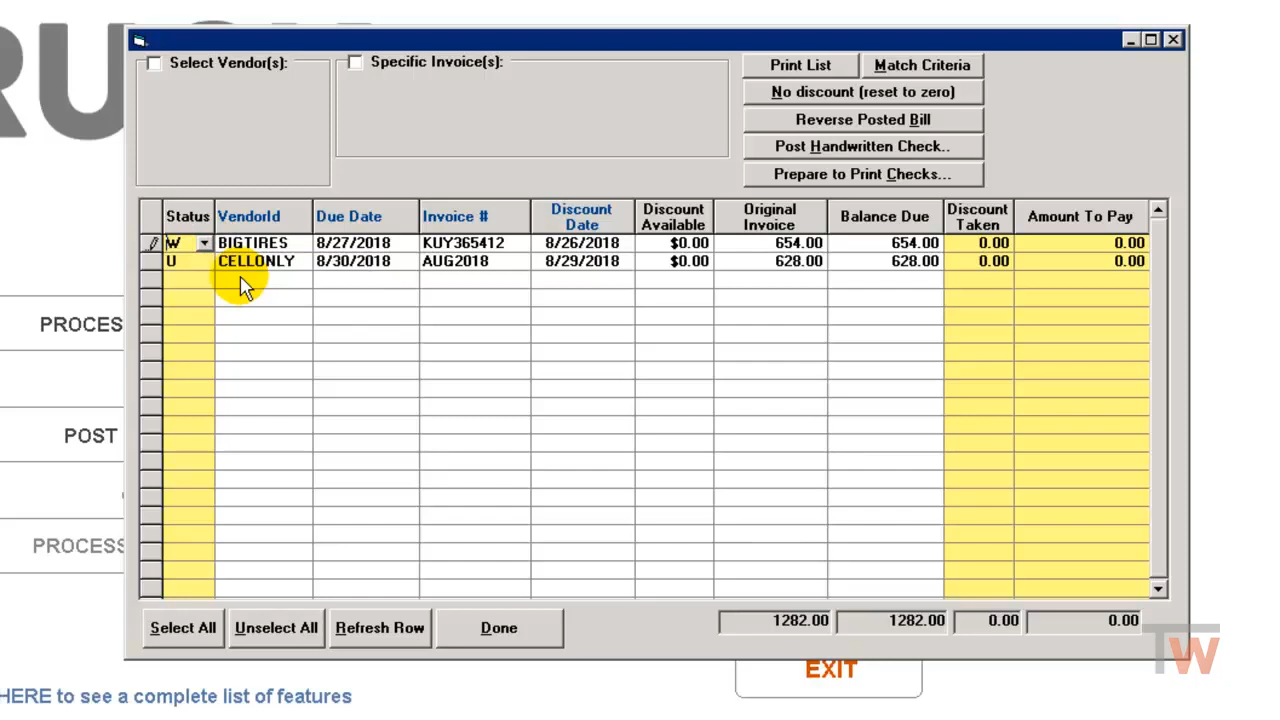 RU
Select Vendor(s):
Specific Invoice(s):
Print List
Match Criteria
No discount (reset to zero)
Reverse Posted Bill
Post Handwritten Check..
Prepare to Print Checks...
Status VendorId Due Date Invoice # Discount Date Discount Available Original Invoice Balance Due Discount Taken Amount To Pay
W BIGTIRES 8/27/2018 KUY365412 8/26/2018 $0.00 654.00 654.00 0.00 0.00
U CELLONLY 8/30/2018 AUG2018 8/29/2018 $0.00 628.00 628.00 0.00 0.00
PROCES
POST
PROCESS
Select All
Unselect All
Refresh Row
Done
1282.00 1282.00 0.00 0.00
TW
EXIT
HERE to see a complete list of features